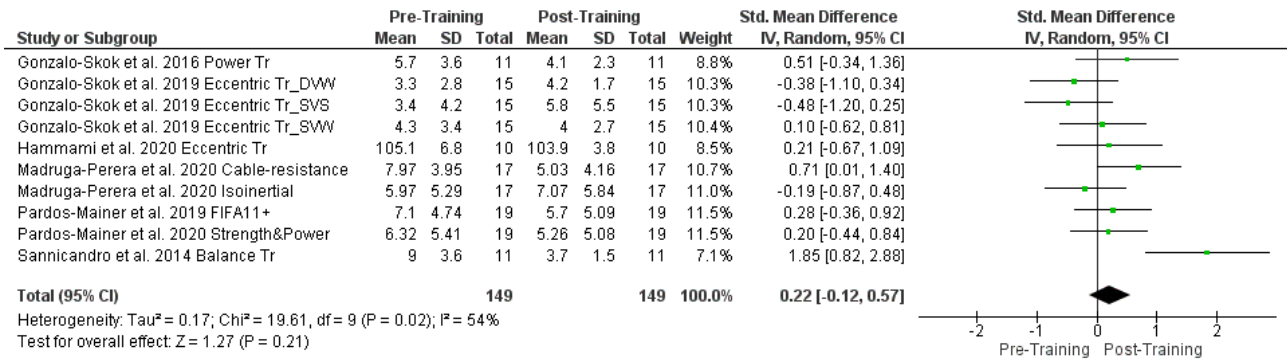 Pre-Training Post-Training Std. Mean Difference Std. Mean Difference
Study or Subgroup Mean SD Total Mean SD Total Weight IV, Random, 95% CI IV, Random, 95% CI
Gonzalo-Skok et al. 2016 Power Tr 5.7 3.6 11 4.1 2.3 11 8.8% 0.51 [-0.34, 1.36]
Gonzalo-Skok et al. 2019 Eccentric Tr_DVW 3.3 2.8 15 4.2 1.7 15 10.3% -0.38 [-1.10, 0.34]
Gonzalo-Skok et al. 2019 Eccentric Tr_SVS 3.4 4.2 15 5.8 5.5 15 10.3% -0.48 [-1.20, 0.25]
Gonzalo-Skok et al. 2019 Eccentric Tr_SVW 4.3 3.4 15 4 2.7 15 10.4% 0.10 [-0.62, 0.81]
Hammami et al. 2020 Eccentric Tr 105.1 6.8 10 103.9 3.8 10 8.5% 0.21 [-0.67, 1.09]
Madruga-Perera et al. 2020 Cable-resistance 7.97 3.95 17 5.03 4.16 17 10.7% 0.71 [0.01, 1.40]
Madruga-Perera et al. 2020 Isoinertial 5.97 5.29 17 7.07 5.84 17 11.0% -0.19 [-0.87, 0.48]
Pardos-Mainer et al. 2019 FIFA11+ 7.1 4.74 19 5.7 5.09 19 11.5% 0.28 [-0.36, 0.92]
Pardos-Mainer et al. 2020 Strength&Power 6.32 5.41 19 5.26 5.08 19 11.5% 0.20 [-0.44, 0.84]
Sannicandro et al. 2014 Balance Tr 9 3.6 11 3.7 1.5 11 7.1% 1.85 [0.82, 2.88]
Total (95% CI) 149 149 100.0% 0.22 [-0.12, 0.57]
Heterogeneity: Tau² = 0.17; Chi² = 19.61, df = 9 (P = 0.02); I² = 54%
Test for overall effect: Z = 1.27 (P = 0.21)
-2 -1 0 1 2
Pre-Training Post-Training